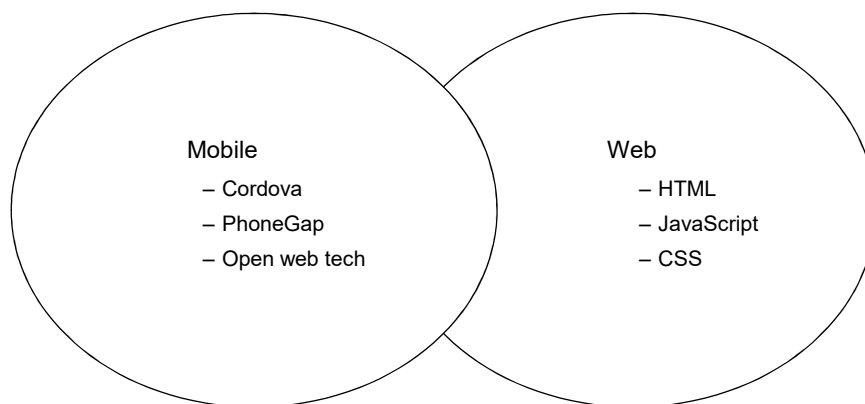 Mobile
– Cordova
– PhoneGap
– Open web tech
Web
– HTML
– JavaScript
– CSS